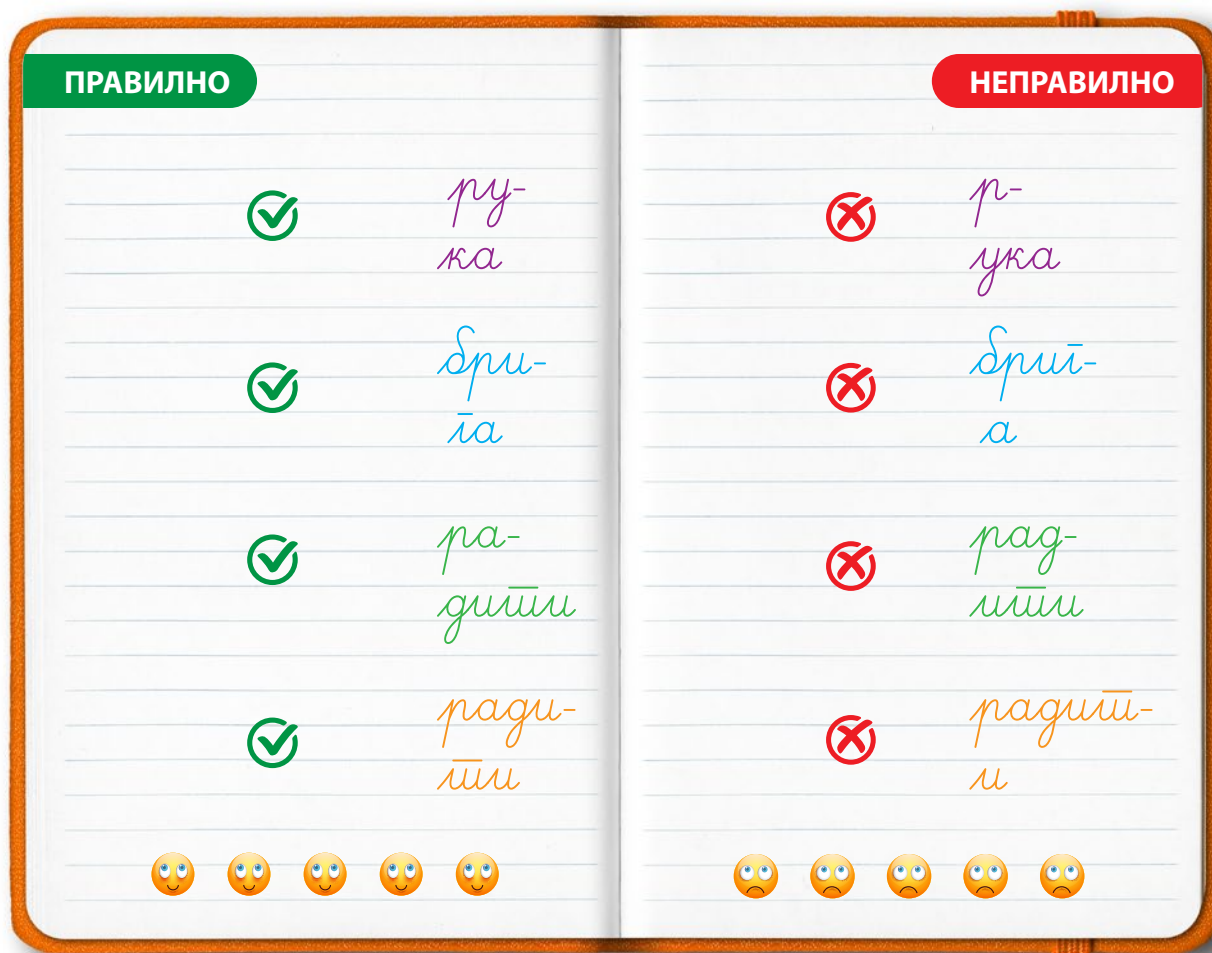 ПРАВИЛНО
ру-
ка
бри-
га
ра-
дити
ради-
ти
НЕПРАВИЛНО
р-
ука
бриг-
а
рад-
ити
радит-
и